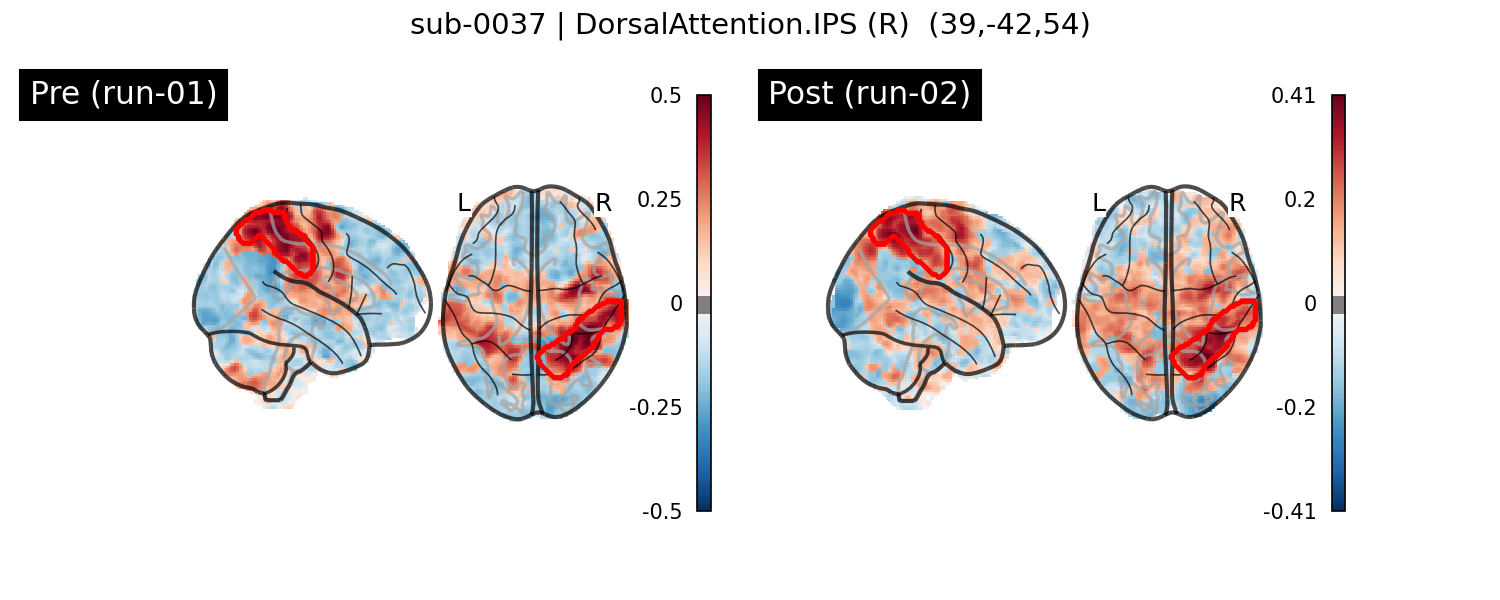 sub-0037 | DorsalAttention.IPS (R)  (39,-42,54)
Pre (run-01)
L
R
0.5
0.25
0
-0.25
-0.5
Post (run-02)
L
R
0.41
0.2
0
-0.2
-0.41